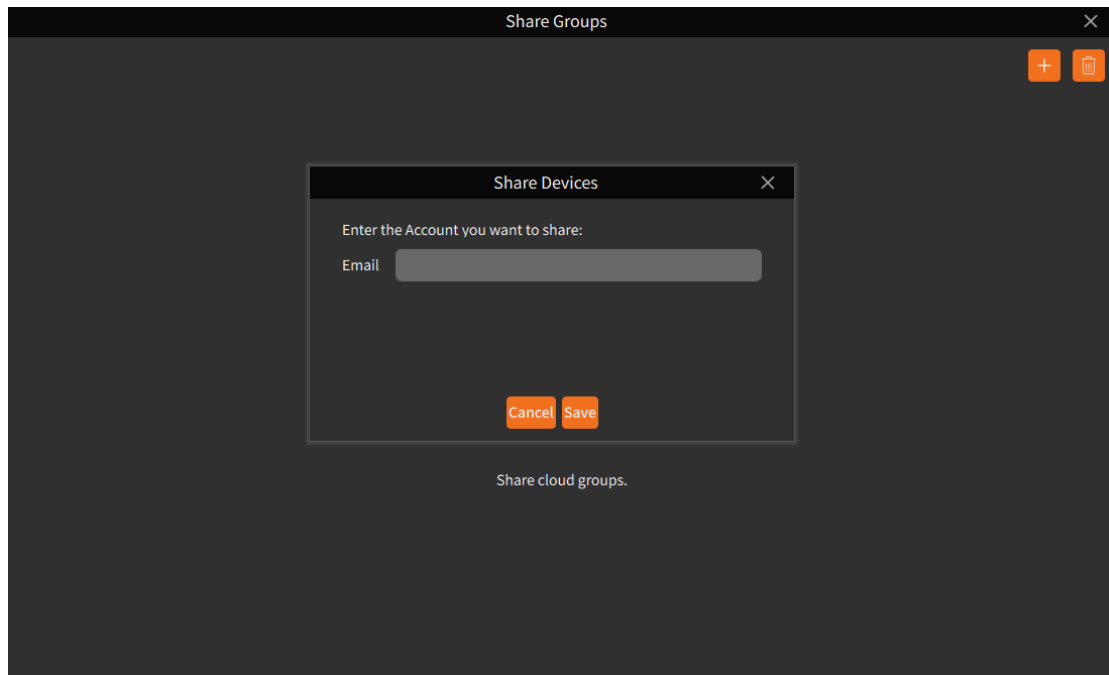 Share Groups
Share Devices
Enter the Account you want to share:
Email
Cancel Save
Share cloud groups.